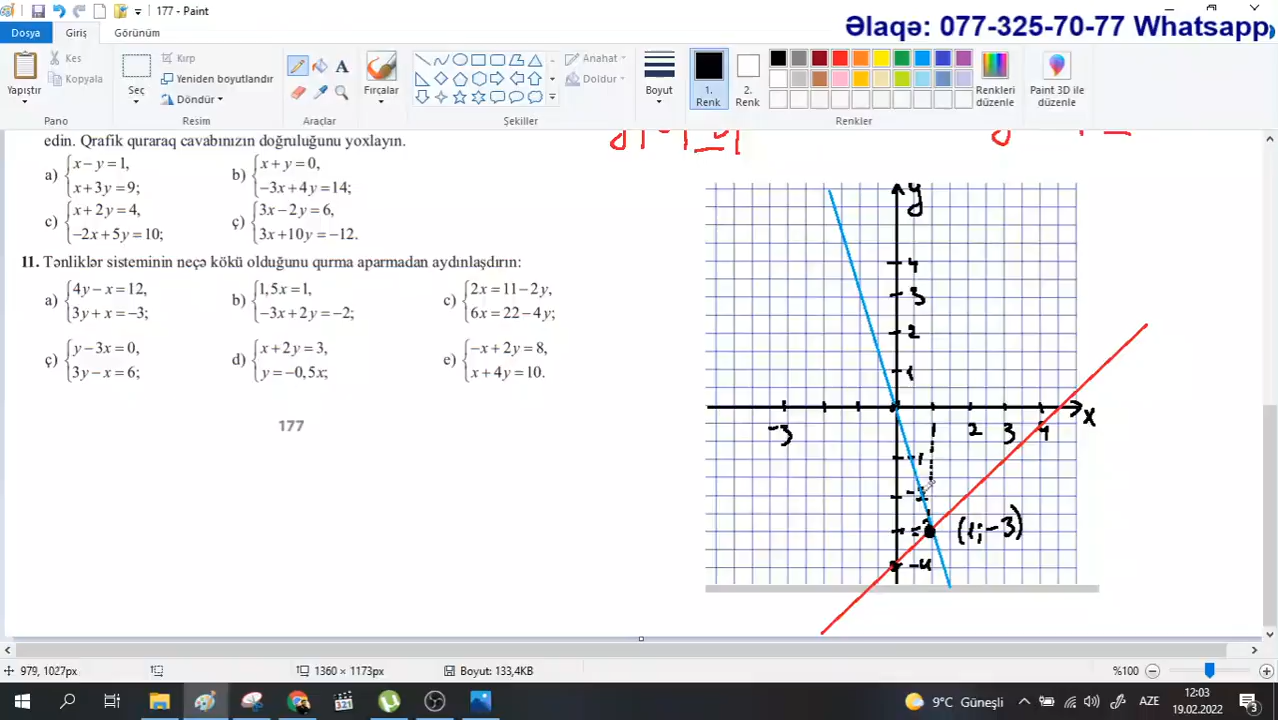 177 - Paint
Əlaqə: 077-325-70-77 Whatsapp
Dosya Giriş Görünüm
Yapıştır
Kes
Kopyala
Pano
Seç
Kırp
Yeniden boyutlandır
Döndür
Resim
A
Araçlar
Fırçalar
Anahat
Doldur
Şekiller
Boyut
1. Renk
2. Renk
Renkler
Renkleri düzenle
Paint 3D ile düzenle
edin. Qrafik quraraq cavabınızın doğruluğunu yoxlayın.
a) {x − y = 1, x + 3y = 9;
b) {x + y = 0, −3x + 4y = 14;
c) {x + 2y = 4, −2x + 5y = 10;
ç) {3x − 2y = 6, 3x + 10y = −12.
11. Tənliklər sisteminin neçə kökü olduğunu qurma aparmadan aydınlaşdırın:
a) {4y − x = 12, 3y + x = −3;
b) {1,5x = 1, −3x + 2y = −2;
c) {2x = 11 − 2y, 6x = 22 − 4y;
ç) {y − 3x = 0, 3y − x = 6;
d) {x + 2y = 3, y = −0,5x;
e) {−x + 2y = 8, x + 4y = 10.
177
y
4
3
2
1
-3 1 2 3 4 x
-1
(1; -3)
-4
979, 1027px
1360 × 1173px
Boyut: 133,4KB
%100
9°C Güneşli
AZE
12:03
19.02.2022
3